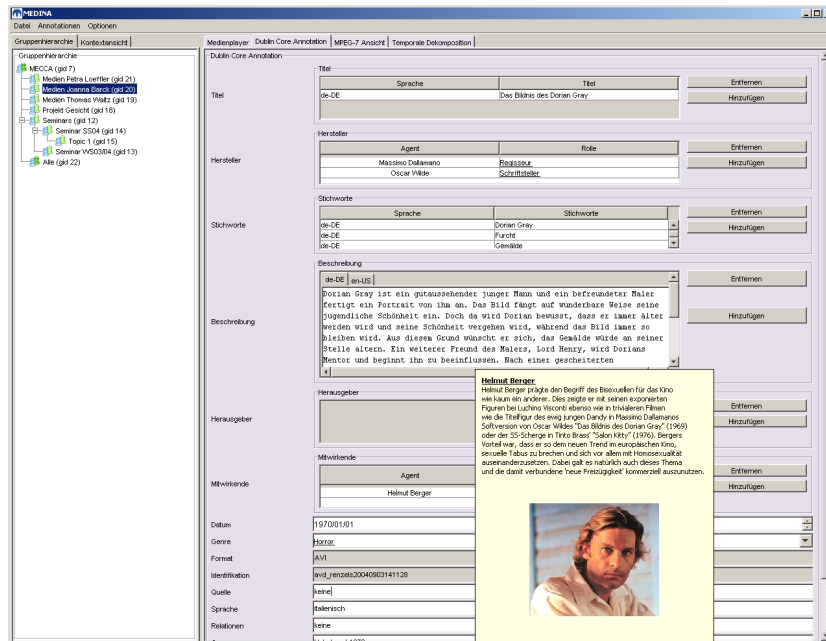 MEDINA
Datei Annotationen Optionen
Gruppenhierarchie Kontextansicht
Gruppenhierarchie
MECCA (gid 7)
Medien Petra Loeffler (gid 21)
Medien Joanna Barck (gid 20)
Medien Thomas Waitz (gid 19)
Projekt Gesicht (gid 18)
Seminars (gid 12)
Seminar SS04 (gid 14)
Topic 1 (gid 15)
Seminar WS03/04 (gid 13)
Alle (gid 22)
Medienplayer Dublin Core Annotation MPEG-7 Ansicht Temporale Dekomposition
Dublin Core Annotation
Titel
Titel
Sprache Titel
de-DE Das Bildnis des Dorian Gray
Entfernen
Hinzufügen
Hersteller
Hersteller
Agent Rolle
Massimo Dallamano Regisseur
Oscar Wilde Schriftsteller
Entfernen
Hinzufügen
Stichworte
Stichworte
Sprache Stichworte
de-DE Dorian Gray
de-DE Furcht
de-DE Gemälde
Entfernen
Hinzufügen
Beschreibung
Beschreibung
de-DE en-US
Dorian Gray ist ein gutaussehender junger Mann und ein befreundeter Maler
fertigt ein Portrait von ihm an. Das Bild fängt auf wunderbare Weise seine
jugendliche Schönheit ein. Doch da wird Dorian bewusst, dass er immer älter
werden wird und seine Schönheit vergehen wird, während das Bild immer so
bleiben wird. Aus diesem Grund wünscht er sich, das Gemälde würde an seiner
Stelle altern. Ein weiterer Freund des Malers, Lord Henry, wird Dorians
Mentor und beginnt ihn zu beeinflussen. Nach einer gescheiterten
Entfernen
Hinzufügen
Herausgeber
Herausgeber
Entfernen
Hinzufügen
Mitwirkende
Mitwirkende
Agent
Helmut Berger
Entfernen
Hinzufügen
Helmut Berger
Helmut Berger prägte den Begriff des Bisexuellen für das Kino
wie kaum ein anderer. Dies zeigte er mit seinen exponierten
Figuren bei Luchino Visconti ebenso wie in trivialeren Filmen
wie die Titelfigur des ewig jungen Dandy in Massimo Dallamanos
Softversion von Oscar Wildes "Das Bildnis des Dorian Gray" (1969)
oder der SS-Scherge in Tinto Brass' "Salon Kitty" (1976). Bergers
Vorteil war, dass er so dem neuen Trend im europäischen Kino,
sexuelle Tabus zu brechen und sich vor allem mit Homosexualität
auseinanderzusetzen. Dabei galt es natürlich auch dieses Thema
und die damit verbundene 'neue Freizügigkeit' kommerziell auszunutzen.
Datum 1970/01/01
Genre Horror
Format AVI
Identifikation avd_renzels20040903141128
Quelle keine
Sprache italienisch
Relationen keine